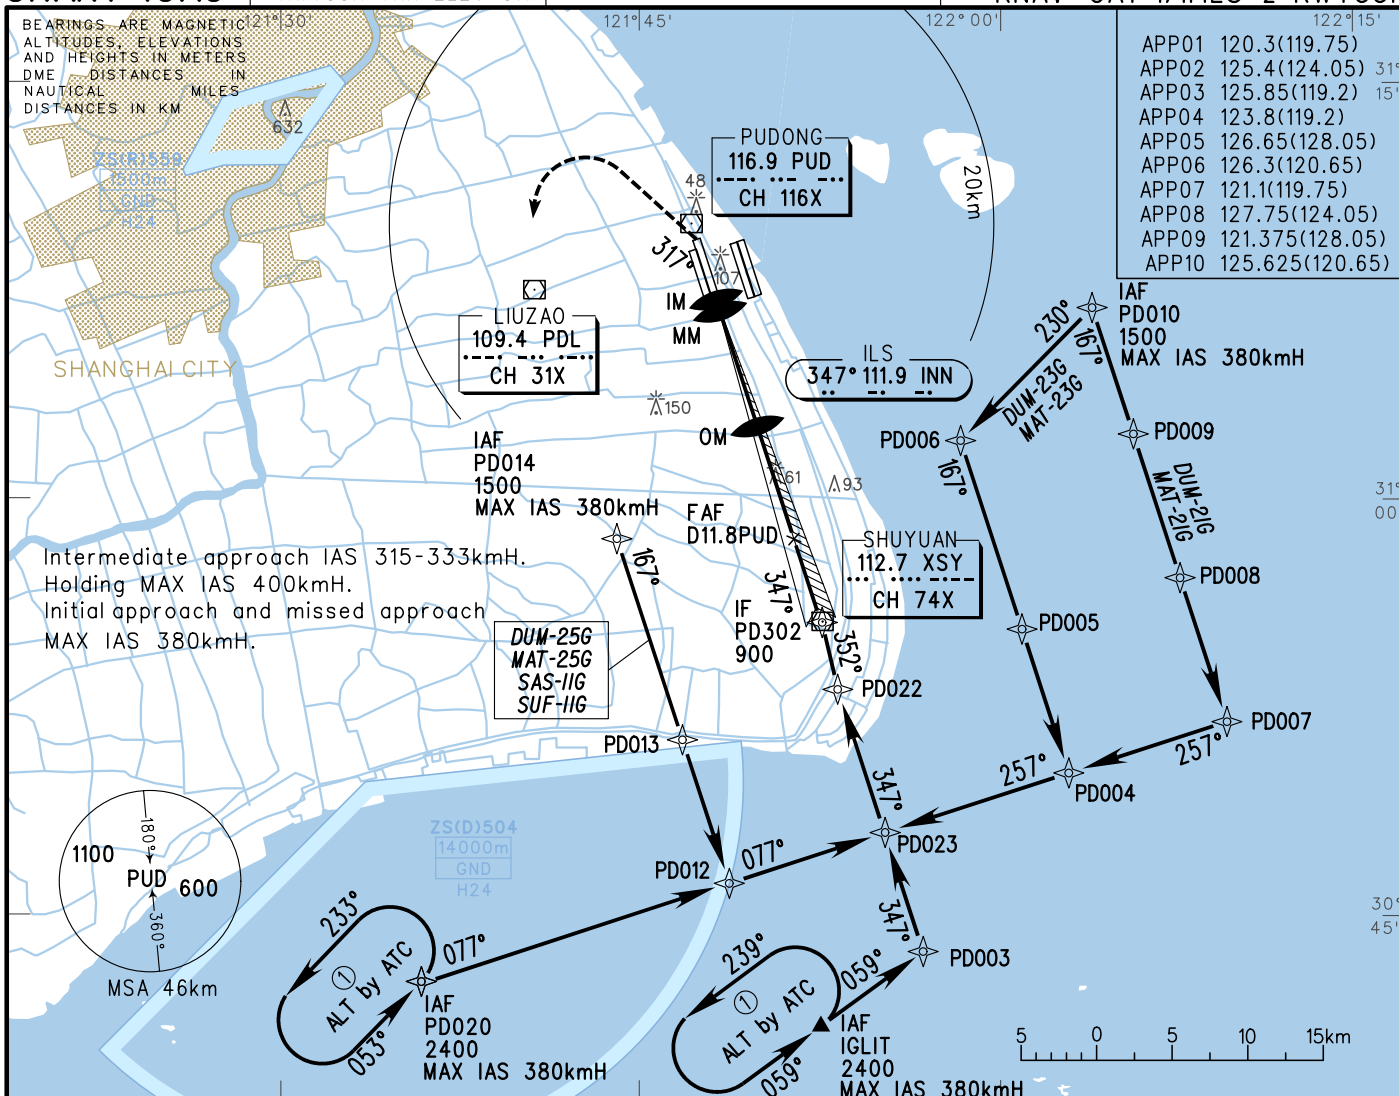 121°30'
121°45'
122°00'
122°15'
BEARINGS ARE MAGNETIC
ALTITUDES, ELEVATIONS
AND HEIGHTS IN METERS
DME DISTANCES IN
NAUTICAL MILES
DISTANCES IN KM
632
ZS(R)559
1500m
GND
H24
SHANGHAI CITY
APP01 120.3(119.75)
APP02 125.4(124.05)
APP03 125.85(119.2)
APP04 123.8(119.2)
APP05 126.65(128.05)
APP06 126.3(120.65)
APP07 121.1(119.75)
APP08 127.75(124.05)
APP09 121.375(128.05)
APP10 125.625(120.65)
31°
15'
PUDONG
116.9 PUD
CH 116X
20km
48
317°
107
IM
MM
LIUZAO
109.4 PDL
CH 31X
ILS
347° 111.9 INN
150
OM
61
93
IAF
PD010
1500
MAX IAS 380kmH
230°
167°
DUM-23G
MAT-23G
PD006
167°
PD009
DUM-21G
MAT-21G
PD008
PD005
PD007
257°
PD004
257°
31°
00'
IAF
PD014
1500
MAX IAS 380kmH
167°
FAF
D11.8PUD
SHUYUAN
112.7 XSY
CH 74X
347°
IF
PD302
900
352°
PD022
Intermediate approach IAS 315-333kmH.
Holding MAX IAS 400kmH.
Initial approach and missed approach
MAX IAS 380kmH.
DUM-25G
MAT-25G
SAS-11G
SUF-11G
PD013
347°
PD023
ZS(D)504
14000m
GND
H24
PD012
077°
1100
180°
PUD
600
360°
MSA 46km
233°
1
ALT by ATC
053°
077°
IAF
PD020
2400
MAX IAS 380kmH
239°
1
ALT by ATC
059°
059°
347°
PD003
IAF
IGLIT
2400
MAX IAS 380kmH
30°
45'
5 0 5 10 15km